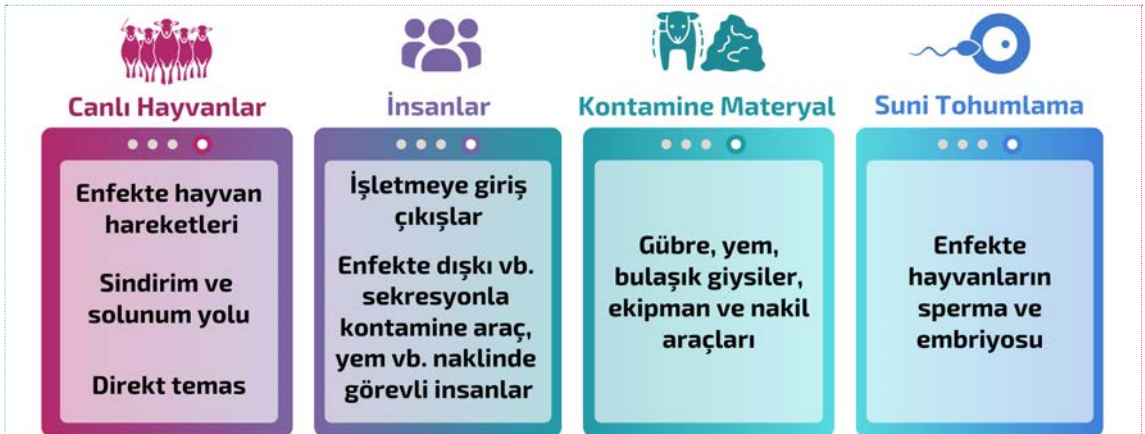 Canlı Hayvanlar
Enfekte hayvan
hareketleri
Sindirim ve
solunum yolu
Direkt temas
İnsanlar
İşletmeye giriş
çıkışlar
Enfekte dışkı vb.
sekresyonla
kontamine araç,
yem vb. naklinde
görevli insanlar
Kontamine Materyal
Gübre, yem,
bulaşık giysiler,
ekipman ve nakil
araçları
Suni Tohumlama
Enfekte
hayvanların
sperma ve
embriyosu